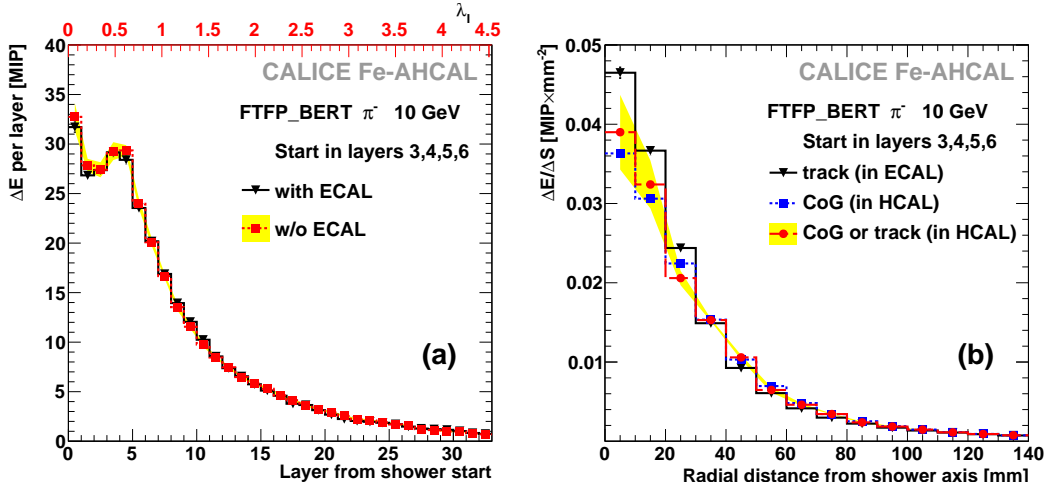 λI
0 0.5 1 1.5 2 2.5 3 3.5 4 4.5
ΔE per layer [MIP]
40
35
30
25
20
15
10
5
0
CALICE Fe-AHCAL
FTFP_BERT π- 10 GeV
Start in layers 3,4,5,6
with ECAL
w/o ECAL
(a)
0 5 10 15 20 25 30
Layer from shower start
ΔE/ΔS [MIP×mm-2]
0.05
0.04
0.03
0.02
0.01
CALICE Fe-AHCAL
FTFP_BERT π- 10 GeV
Start in layers 3,4,5,6
track (in ECAL)
CoG (in HCAL)
CoG or track (in HCAL)
(b)
0 20 40 60 80 100 120 140
Radial distance from shower axis [mm]